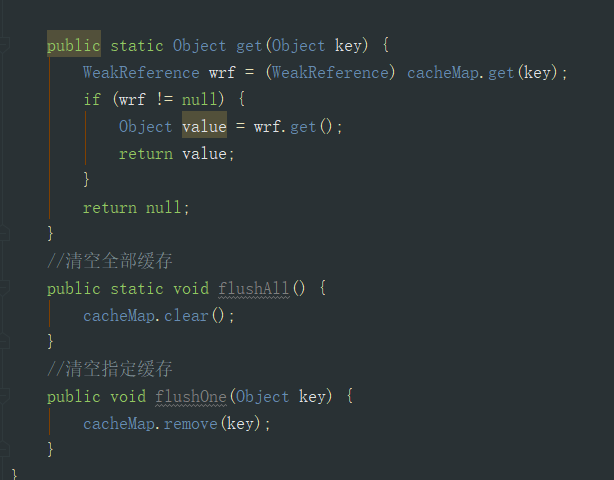 public static Object get(Object key) {
WeakReference wrf = (WeakReference) cacheMap.get(key);
if (wrf != null) {
Object value = wrf.get();
return value;
}
return null;
}
//清空全部缓存
public static void flushAll() {
cacheMap.clear();
}
//清空指定缓存
public void flushOne(Object key) {
cacheMap.remove(key);
}
}